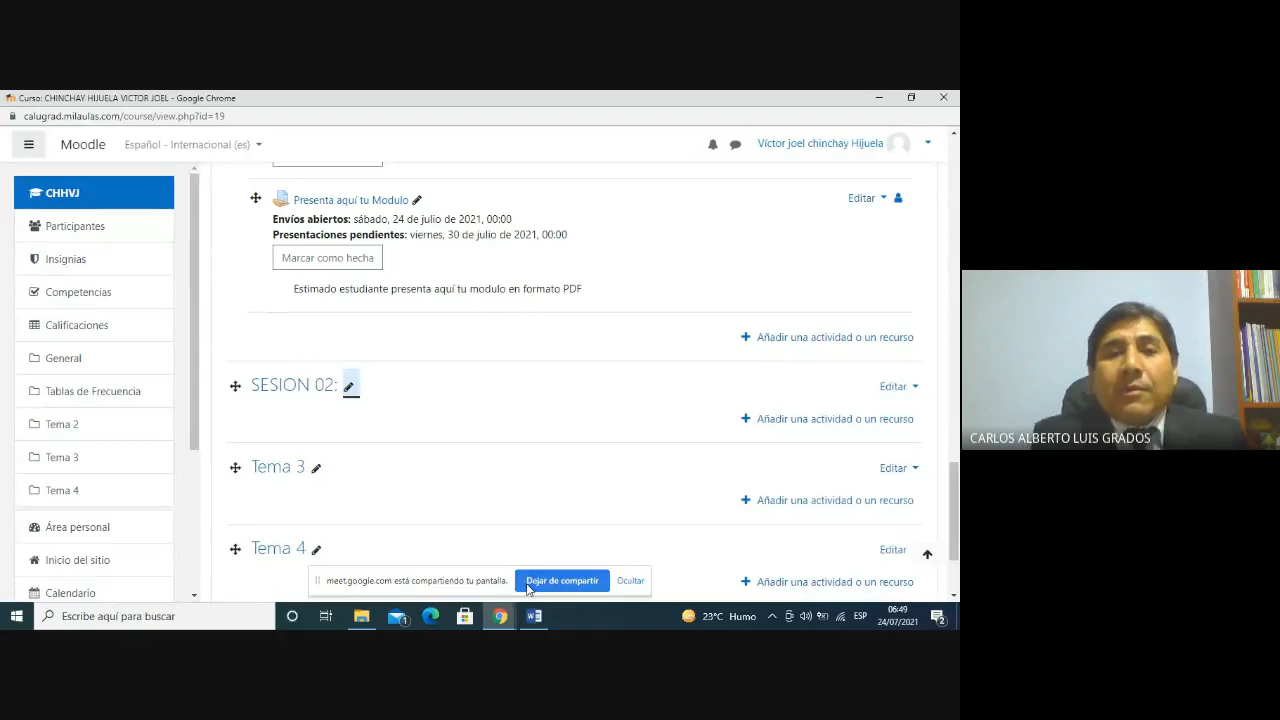 Curso: CHINCHAY HIJUELA VICTOR JOEL - Google Chrome
calugrad.milaulas.com/course/view.php?id=19
Moodle
Español - Internacional (es)
Víctor joel chinchay Hijuela
CHHVJ
Participantes
Insignias
Competencias
Calificaciones
General
Tablas de Frecuencia
Tema 2
Tema 3
Tema 4
Área personal
Inicio del sitio
Calendario
Presenta aquí tu Modulo
Editar
Envíos abiertos: sábado, 24 de julio de 2021, 00:00
Presentaciones pendientes: viernes, 30 de julio de 2021, 00:00
Marcar como hecha
Estimado estudiante presenta aquí tu modulo en formato PDF
Añadir una actividad o un recurso
SESION 02:
Editar
Añadir una actividad o un recurso
Tema 3
Editar
Añadir una actividad o un recurso
Tema 4
Editar
Añadir una actividad o un recurso
meet.google.com está compartiendo tu pantalla.
Dejar de compartir
Ocultar
CARLOS ALBERTO LUIS GRADOS
Escribe aquí para buscar
1
23°C Humo
ESP
06:49
24/07/2021
2